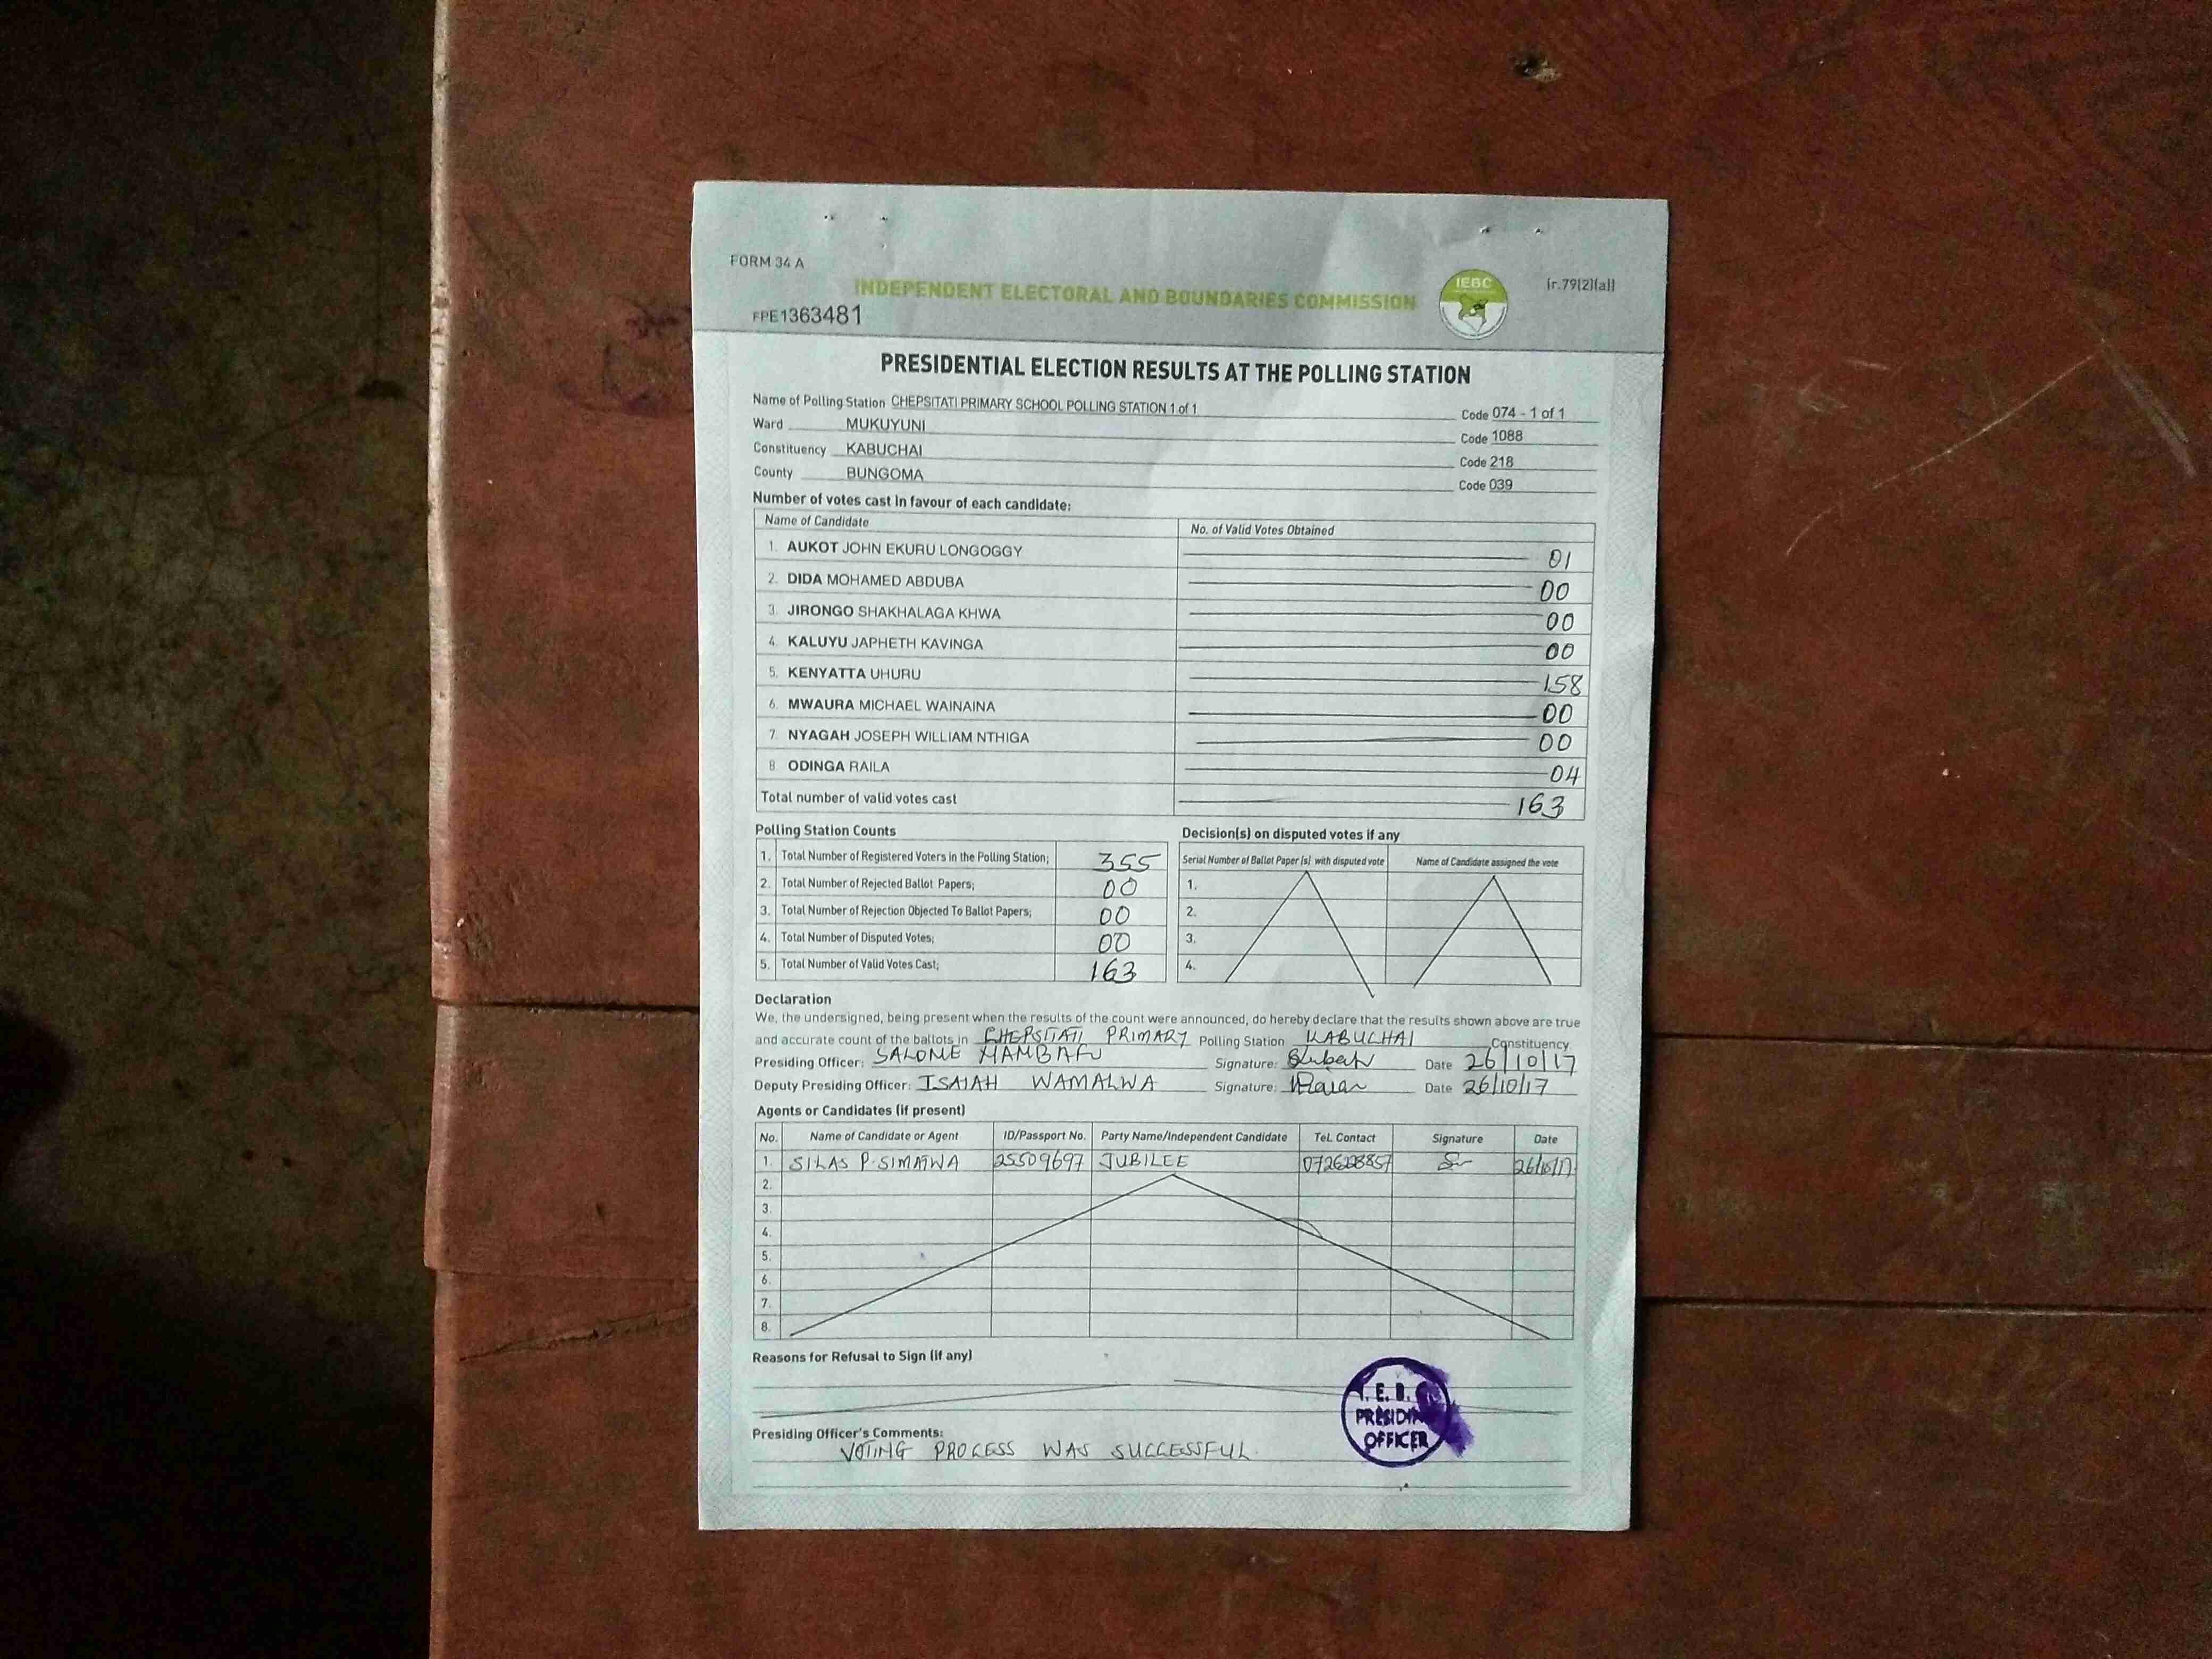 FORM 34 A
INDEPENDENT ELECTORAL AND BOUNDARIES COMMISSION
IEBC
(r.79(2)(a))
FPE1363481
PRESIDENTIAL ELECTION RESULTS AT THE POLLING STATION
Name of Polling Station CHEPSITATI PRIMARY SCHOOL POLLING STATION 1 of 1 Code 074 - 1 of 1
Ward MUKUYUNI Code 1088
Constituency KABUCHAI Code 218
County BUNGOMA Code 039
Number of votes cast in favour of each candidate:
Name of Candidate No. of Valid Votes Obtained
1. AUKOT JOHN EKURU LONGOGGY 01
2. DIDA MOHAMED ABDUBA 00
3. JIRONGO SHAKHALAGA KHWA 00
4. KALUYU JAPHETH KAVINGA 00
5. KENYATTA UHURU 158
6. MWAURA MICHAEL WAINAINA 00
7. NYAGAH JOSEPH WILLIAM NTHIGA 00
8. ODINGA RAILA 04
Total number of valid votes cast 163
Polling Station Counts
1. Total Number of Registered Voters in the Polling Station; 355
2. Total Number of Rejected Ballot Papers; 00
3. Total Number of Rejection Objected To Ballot Papers; 00
4. Total Number of Disputed Votes; 00
5. Total Number of Valid Votes Cast; 163
Decision(s) on disputed votes if any
Serial Number of Ballot Paper (s) with disputed vote Name of Candidate assigned the vote
1.
2.
3.
4.
Declaration
We, the undersigned, being present when the results of the count were announced, do hereby declare that the results shown above are true
and accurate count of the ballots in CHEPSITATI PRIMARY Polling Station KABUCHAI Constituency.
Presiding Officer: SALOME Signature: Date 26/10/17
Deputy Presiding Officer: ISAIAH WAMALWA Signature: Date 26/10/17
Agents or Candidates (if present)
No. Name of Candidate or Agent ID/Passport No. Party Name/Independent Candidate Tel. Contact Signature Date
1. SILAS P. SIMATWA 25509697 JUBILEE 26/10/17
2.
3.
4.
5.
6.
7.
8.
Reasons for Refusal to Sign (if any)
Presiding Officer's Comments:
VOTING PROCESS WAS SUCCESSFUL.
OFFICER